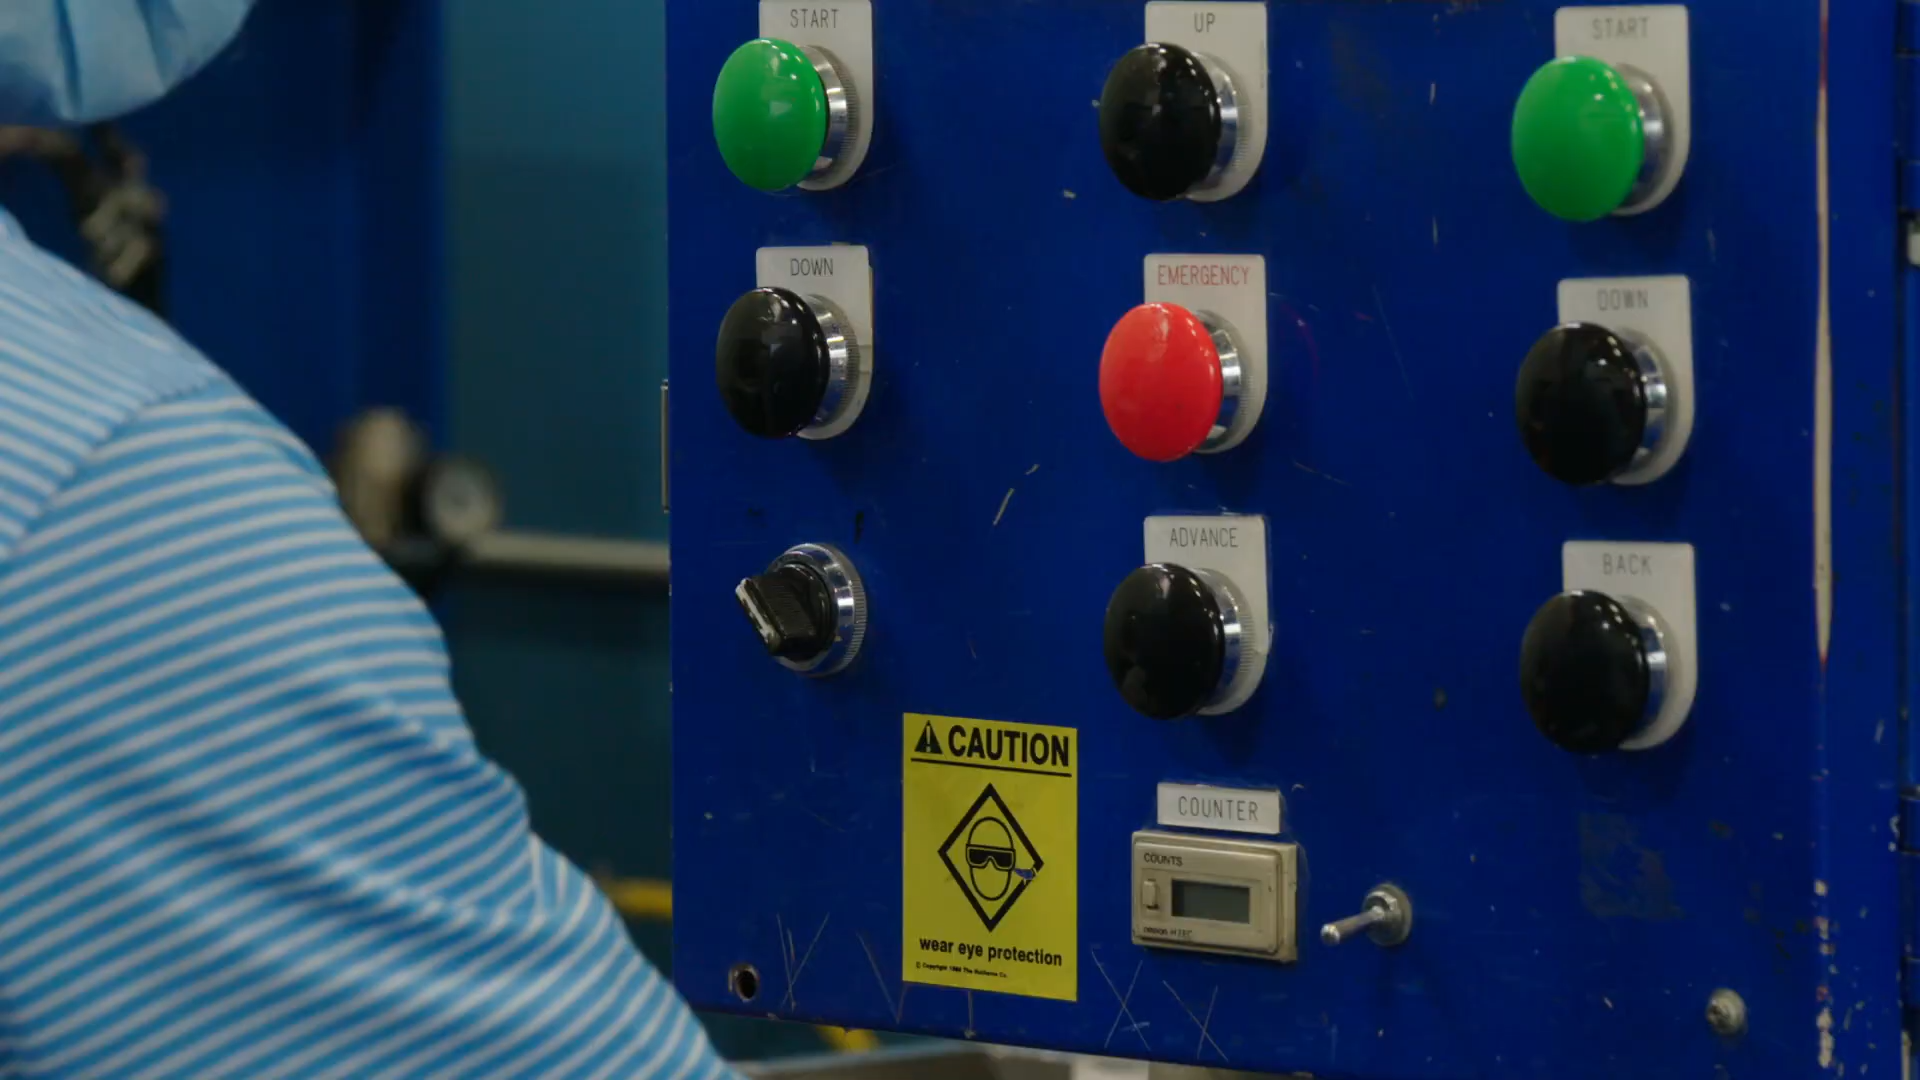 START
UP
START
DOWN
EMERGENCY
DOWN
ADVANCE
BACK
CAUTION
wear eye protection
COUNTER
COUNTS